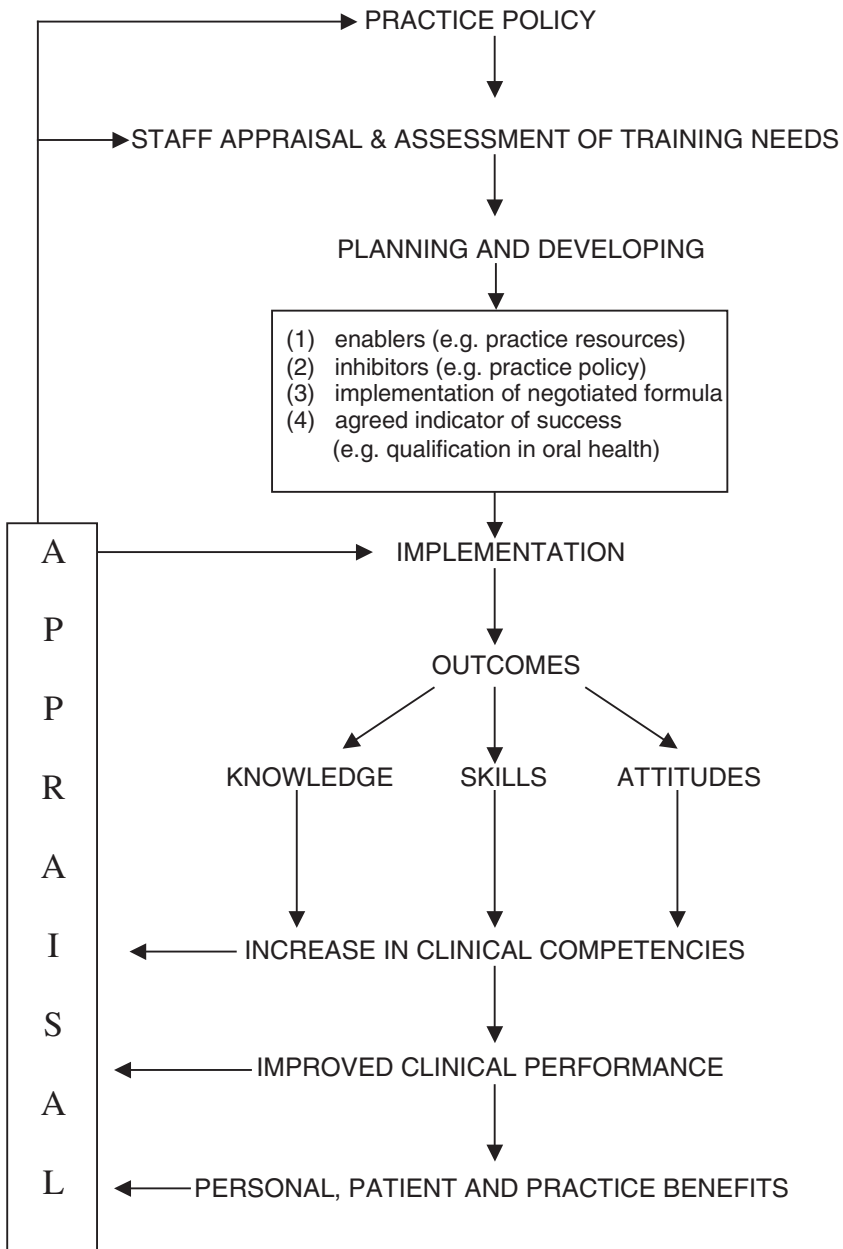 PRACTICE POLICY
STAFF APPRAISAL & ASSESSMENT OF TRAINING NEEDS
PLANNING AND DEVELOPING
(1) enablers (e.g. practice resources)
(2) inhibitors (e.g. practice policy)
(3) implementation of negotiated formula
(4) agreed indicator of success
(e.g. qualification in oral health)
IMPLEMENTATION
OUTCOMES
KNOWLEDGE SKILLS ATTITUDES
INCREASE IN CLINICAL COMPETENCIES
IMPROVED CLINICAL PERFORMANCE
PERSONAL, PATIENT AND PRACTICE BENEFITS
A
P
P
R
A
I
S
A
L